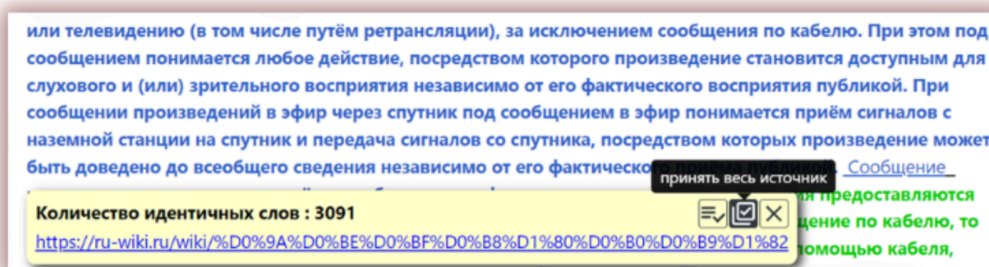 или телевидению (в том числе путём ретрансляции), за исключением сообщения по кабелю. При этом под
сообщением понимается любое действие, посредством которого произведение становится доступным для
слухового и (или) зрительного восприятия независимо от его фактического восприятия публикой. При
сообщении произведений в эфир через спутник под сообщением в эфир понимается приём сигналов с
наземной станции на спутник и передача сигналов со спутника, посредством которых произведение может
быть доведено до всеобщего сведения независимо от его фактического приёма публикой. Сообщение
принять весь источник
предоставляются
Количество идентичных слов : 3091
по кабелю, то
https://ru-wiki.ru/wiki/%D0%9A%D0%BE%D0%BF%D0%B8%D1%80%D0%B0%D0%B9%D1%82
кабеля,